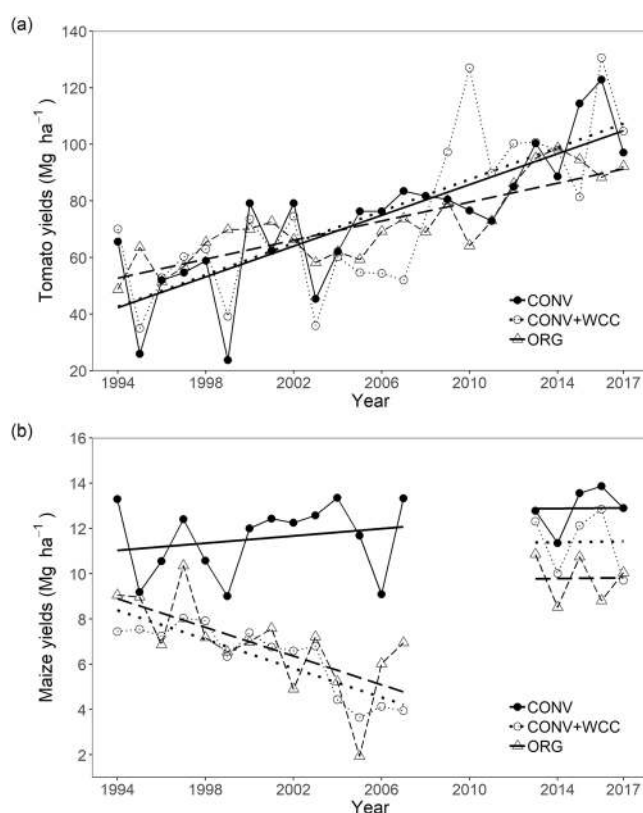 (a)
Tomato yields (Mg ha⁻¹)
140
120
100
80
60
40
20
CONV
CONV+WCC
ORG
1994 1998 2002 2006 2010 2014 2017
Year
(b)
Maize yields (Mg ha⁻¹)
16
14
12
10
8
6
4
2
CONV
CONV+WCC
ORG
1994 1998 2002 2006 2010 2014 2017
Year